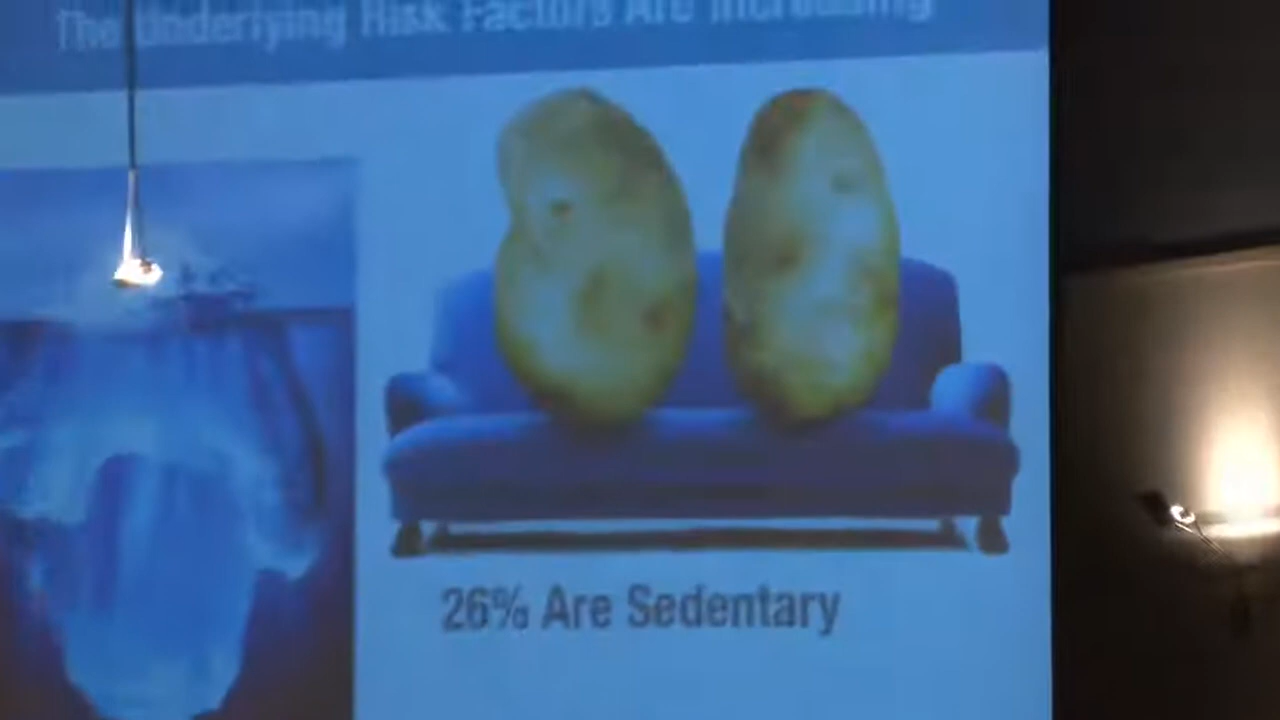 The Underlying Risk Factors Are Increasing
26% Are Sedentary